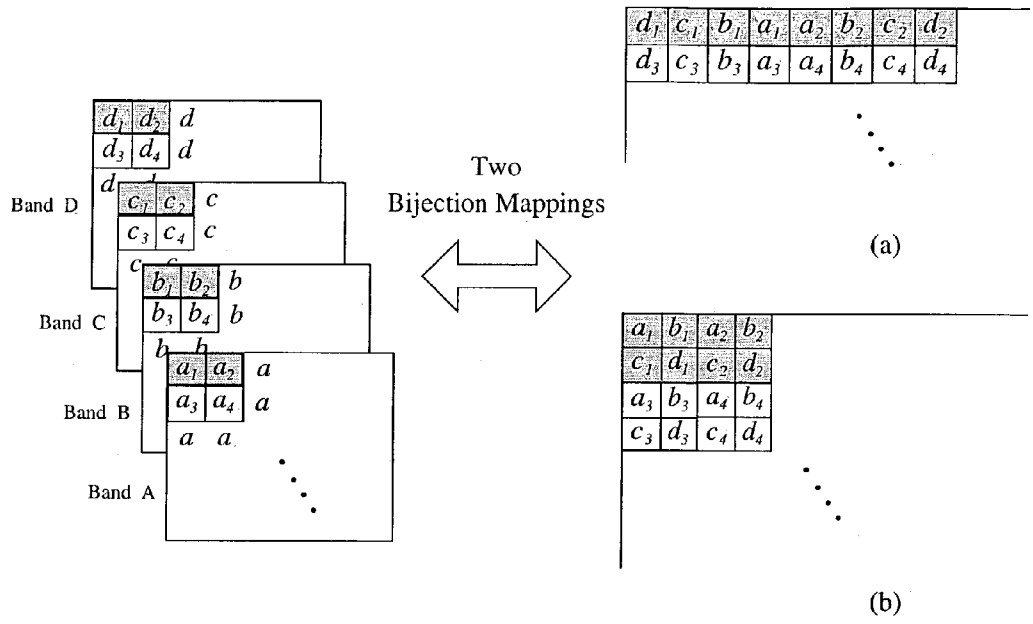 d₁ d₂ d
d₃ d₄ d
d d
Band D
c₁ c₂ c
c₃ c₄ c
c c
Band C
b₁ b₂ b
b₃ b₄ b
b b
Band B
a₁ a₂ a
a₃ a₄ a
a a
Band A
Two
Bijection Mappings
d₁ c₁ b₁ a₁ a₂ b₂ c₂ d₂
d₃ c₃ b₃ a₃ a₄ b₄ c₄ d₄
(a)
a₁ b₁ a₂ b₂
c₁ d₁ c₂ d₂
a₃ b₃ a₄ b₄
c₃ d₃ c₄ d₄
(b)